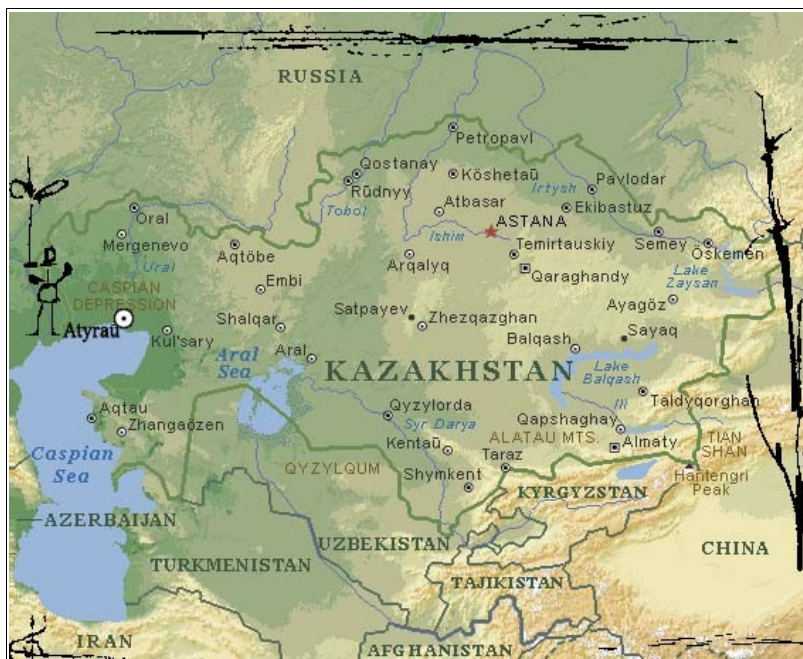 RUSSIA
Petropavl
Qostanay
Köshetaū
Rūdnyy
Irtysh
Pavlodar
Tobol
Atbasar
Ekibastuz
Oral
ASTANA
Mergenevo
Ishim
Semey
Aqtöbe
Temirtauskiy
Öskemen
Ural
Arqalyq
Qaraghandy
Lake
Zaysan
CASPIAN
DEPRESSION
Embi
Ayagöz
Atyraū
Satpayev
Zhezqazghan
Kul'sary
Shalqar
Sayaq
Balqash
Aral
Sea
Aral
KAZAKHSTAN
Lake
Balqash
Taldyqorghan
Aqtau
Qyzylorda
Ili
Zhangaözen
Syr Darya
Qapshaghay
Caspian
Sea
Kentaū
ALATAU MTS.
Almaty
TIAN
SHAN
QYZYLQUM
Taraz
Shymkent
Hantengri
Peak
KYRGYZSTAN
AZERBAIJAN
UZBEKISTAN
CHINA
TURKMENISTAN
TAJIKISTAN
IRAN
AFGHANISTAN